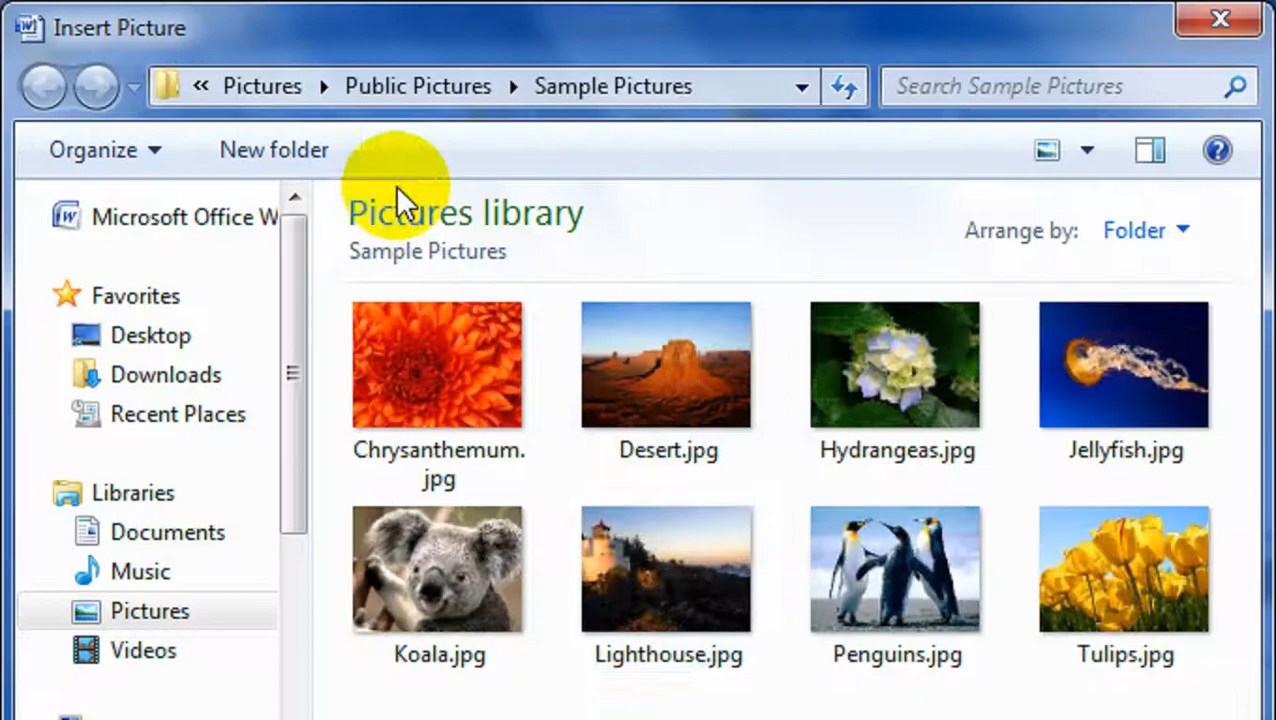 Insert Picture
« Pictures Public Pictures Sample Pictures
Search Sample Pictures
Organize New folder
Microsoft Office W
Favorites
Desktop
Downloads
Recent Places
Libraries
Documents
Music
Pictures
Videos
Pictures library
Sample Pictures
Arrange by: Folder
Chrysanthemum.
jpg
Desert.jpg
Hydrangeas.jpg
Jellyfish.jpg
Koala.jpg
Lighthouse.jpg
Penguins.jpg
Tulips.jpg